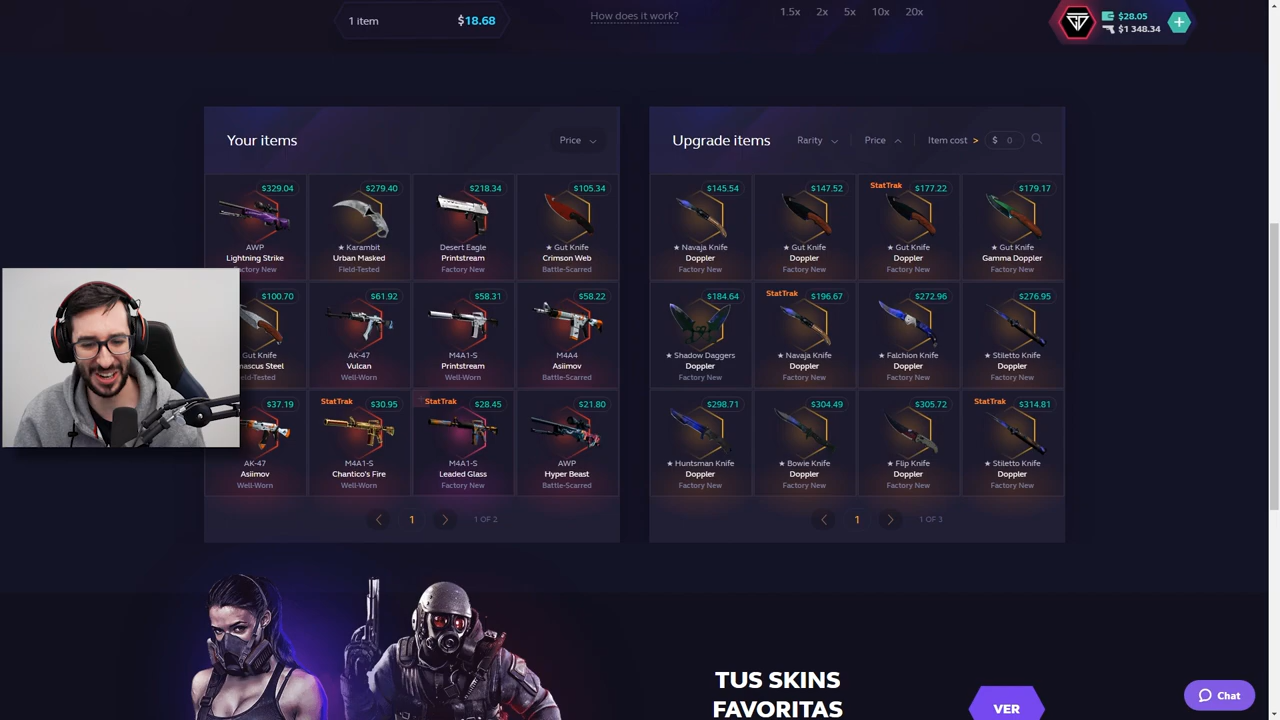 1 item $18.68
How does it work?
1.5x 2x 5x 10x 20x
$28.05
$1 348.34
Your items
Price
Upgrade items
Rarity
Price
Item cost > $ 0
$329.04
AWP
Lightning Strike
Factory New
$279.40
★ Karambit
Urban Masked
Field-Tested
$218.34
Desert Eagle
Printstream
Factory New
$105.34
★ Gut Knife
Crimson Web
Battle-Scarred
$100.70
Gut Knife
mascus Steel
eld-Tested
$61.92
AK-47
Vulcan
Well-Worn
$58.31
M4A1-S
Printstream
Well-Worn
$58.22
M4A4
Asiimov
Battle-Scarred
$37.19
AK-47
Asiimov
Well-Worn
StatTrak $30.95
M4A1-S
Chantico's Fire
Well-Worn
StatTrak $28.45
M4A1-S
Leaded Glass
Factory New
$21.80
AWP
Hyper Beast
Battle-Scarred
1
1 OF 2
$145.54
★ Navaja Knife
Doppler
Factory New
$147.52
★ Gut Knife
Doppler
Factory New
StatTrak $177.22
★ Gut Knife
Doppler
Factory New
$179.17
★ Gut Knife
Gamma Doppler
Factory New
$184.64
★ Shadow Daggers
Doppler
Factory New
StatTrak $196.67
★ Navaja Knife
Doppler
Factory New
$272.96
★ Falchion Knife
Doppler
Factory New
$276.95
★ Stiletto Knife
Doppler
Factory New
$298.71
★ Huntsman Knife
Doppler
Factory New
$304.49
★ Bowie Knife
Doppler
Factory New
$305.72
★ Flip Knife
Doppler
Factory New
StatTrak $314.81
★ Stiletto Knife
Doppler
Factory New
1
1 OF 3
TUS SKINS
FAVORITAS
VER
Chat